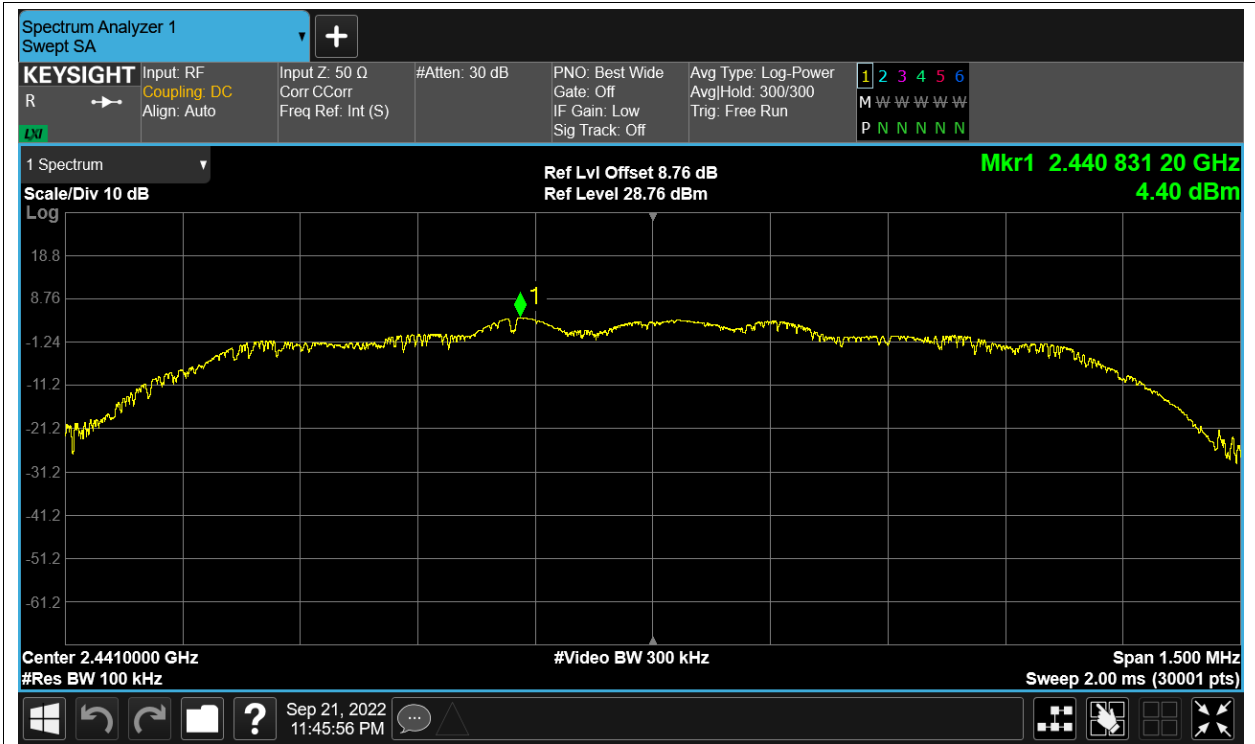 Spectrum Analyzer 1
Swept SA
+
KEYSIGHT Input: RF Input Z: 50 Ω #Atten: 30 dB PNO: Best Wide Avg Type: Log-Power 1 2 3 4 5 6
R Coupling: DC Corr CCorr Gate: Off Avg|Hold: 300/300 M W W W W W W
Align: Auto Freq Ref: Int (S) IF Gain: Low Trig: Free Run
LXI Sig Track: Off P N N N N N N
1 Spectrum Ref Lvl Offset 8.76 dB Mkr1 2.440 831 20 GHz
Scale/Div 10 dB Ref Level 28.76 dBm 4.40 dBm
Log
18.8
8.76
1
-1.24
-11.2
-21.2
-31.2
-41.2
-51.2
-61.2
Center 2.4410000 GHz #Video BW 300 kHz Span 1.500 MHz
#Res BW 100 kHz Sweep 2.00 ms (30001 pts)
? Sep 21, 2022
11:45:56 PM